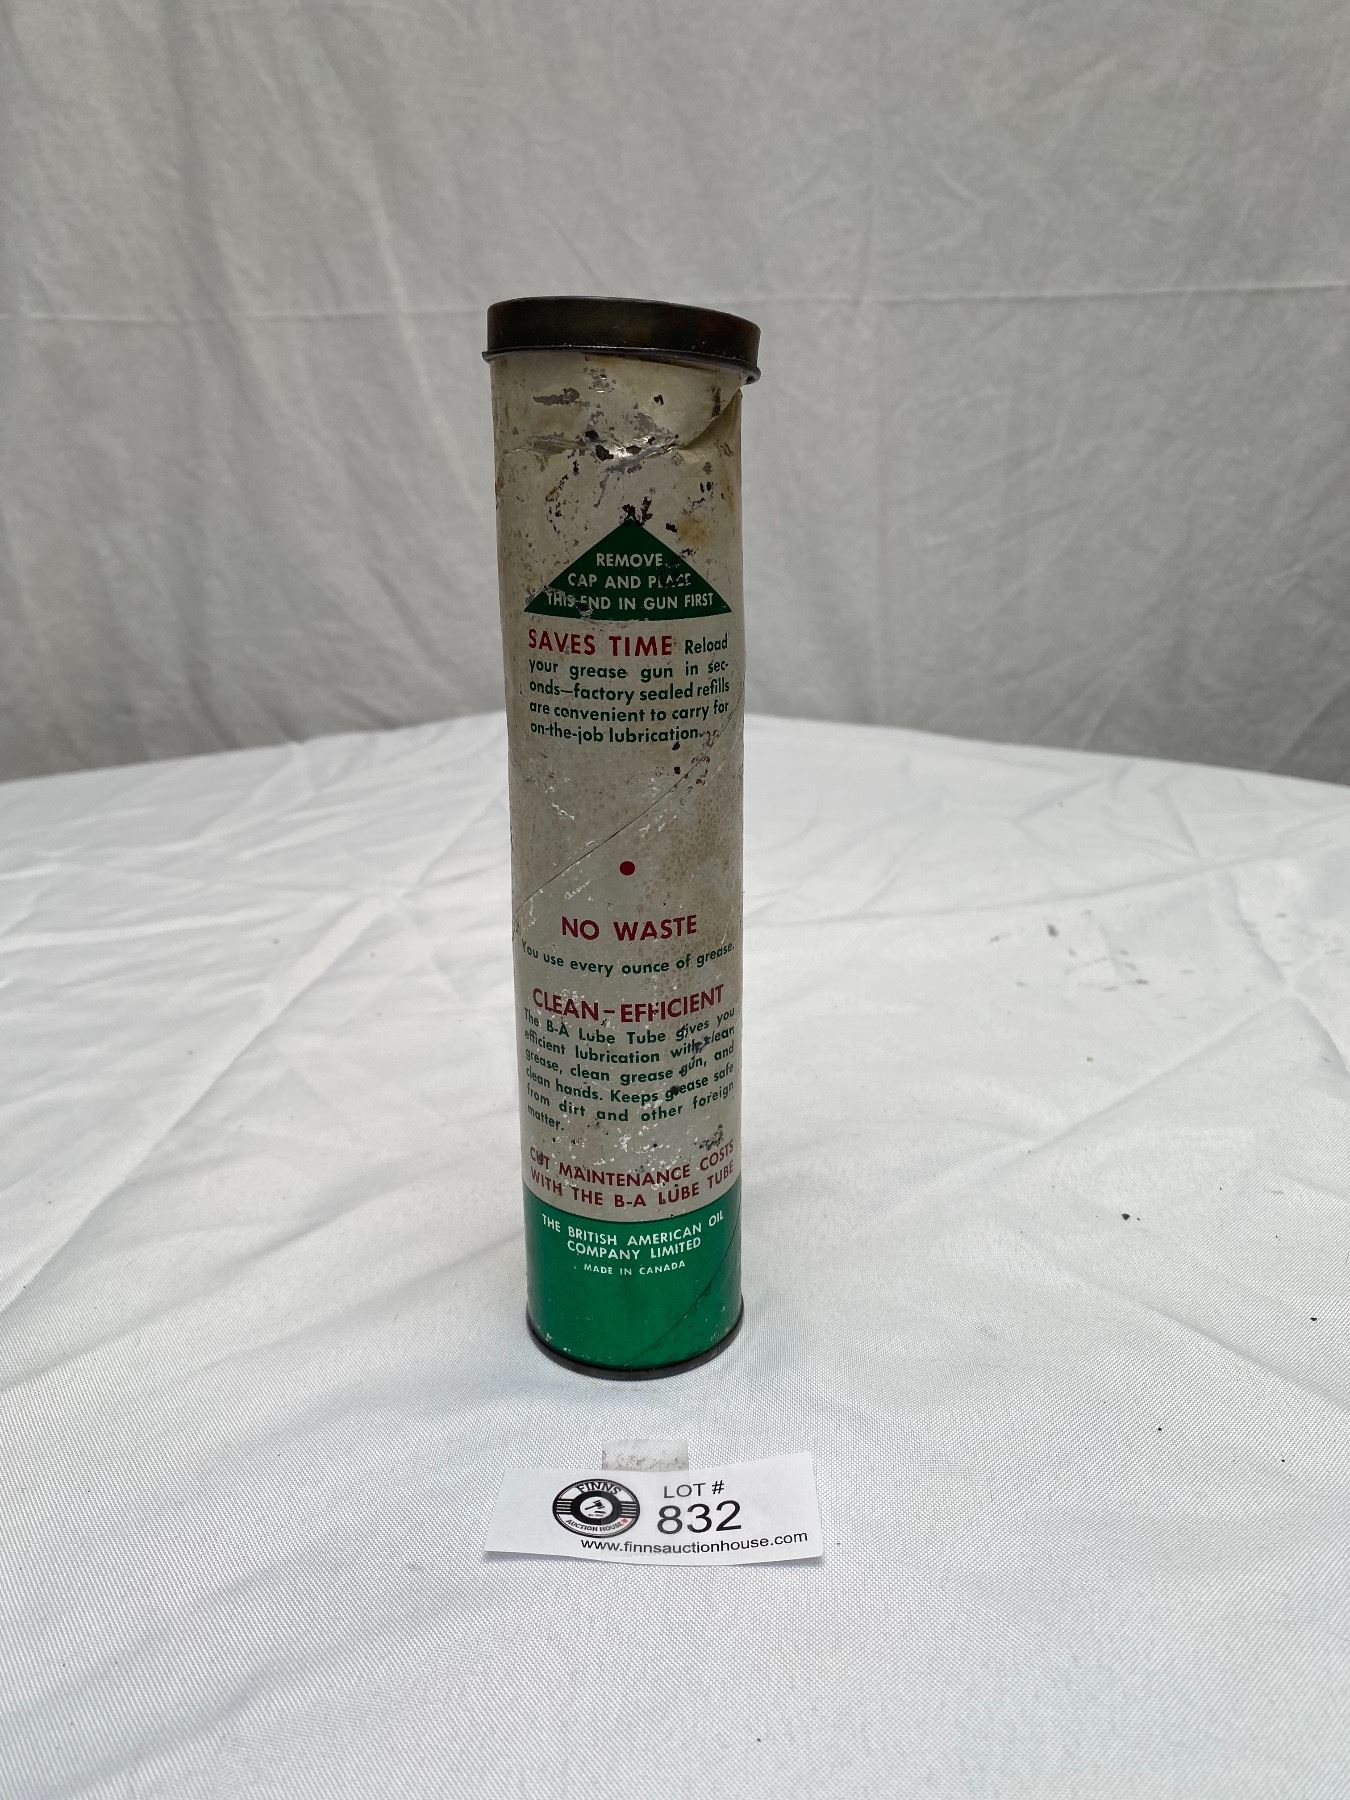 REMOVE
CAP AND PLACE
THIS END IN GUN FIRST
SAVES TIME Reload
your grease gun in sec-
onds—factory sealed refills
are convenient to carry for
on-the-job lubrication.
NO WASTE
You use every ounce of grease.
CLEAN-EFFICIENT
The B-A Lube Tube gives you
efficient lubrication with clean
grease, clean grease gun, and
clean hands. Keeps grease safe
from dirt and other foreign
matter.
CUT MAINTENANCE COSTS
WITH THE B-A LUBE TUBE
THE BRITISH AMERICAN OIL
COMPANY LIMITED
MADE IN CANADA
FINNS
AUCTION HOUSE
LOT #
832
www.finnsauctionhouse.com